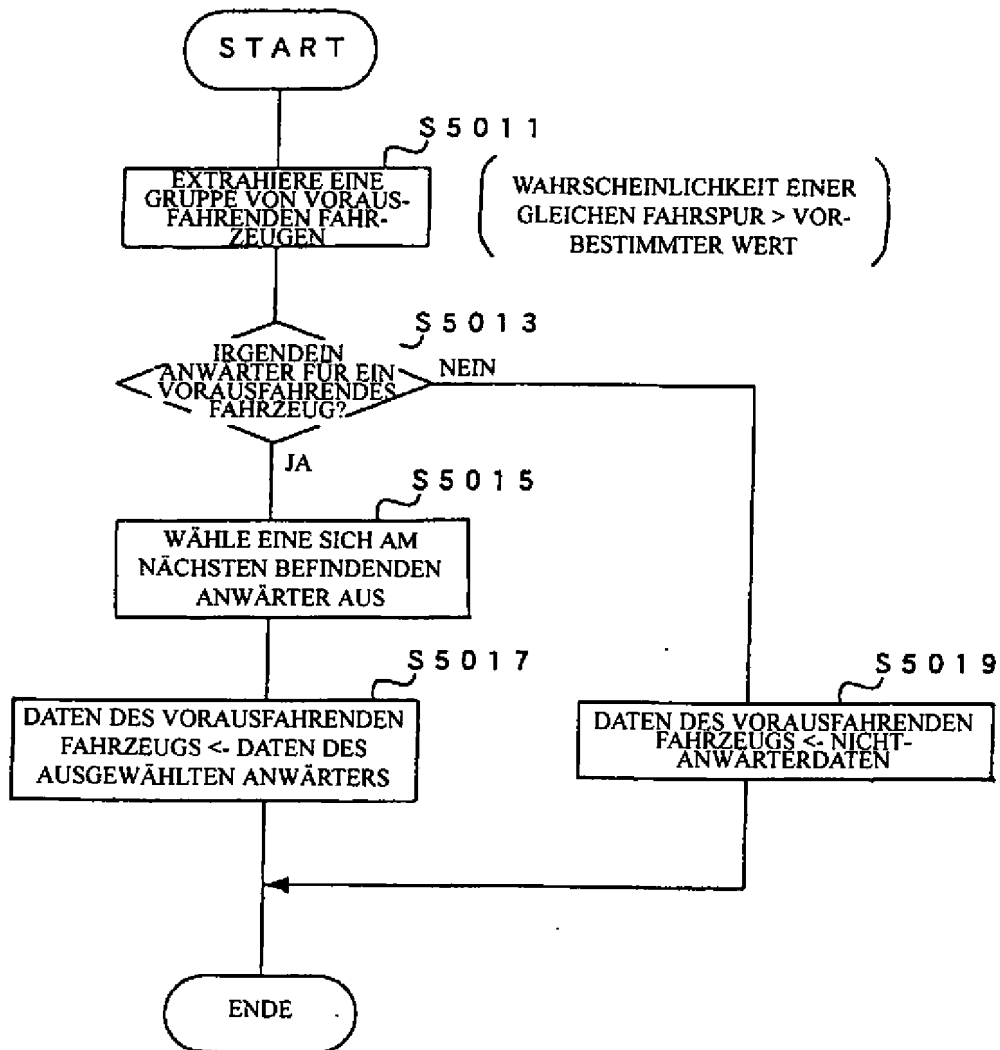 START
S5011
EXTRAHIERE EINE
GRUPPE VON VORAUS-
FAHRENDEN FAHR-
ZEUGEN
WAHRSCHEINLICHKEIT EINER
GLEICHEN FAHRSPUR > VOR-
BESTIMMTER WERT
S5013
IRGENDEIN
ANWÄRTER FÜR EIN
VORAUSFAHRENDES
FAHRZEUG?
NEIN
JA
S5015
WÄHLE EINE SICH AM
NÄCHSTEN BEFINDENDEN
ANWÄRTER AUS
S5017
DATEN DES VORAUSFAHRENDEN
FAHRZEUGS <- DATEN DES
AUSGEWÄHLTEN ANWÄRTERS
S5019
DATEN DES VORAUSFAHRENDEN
FAHRZEUGS <- NICHT-
ANWÄRTERDATEN
ENDE